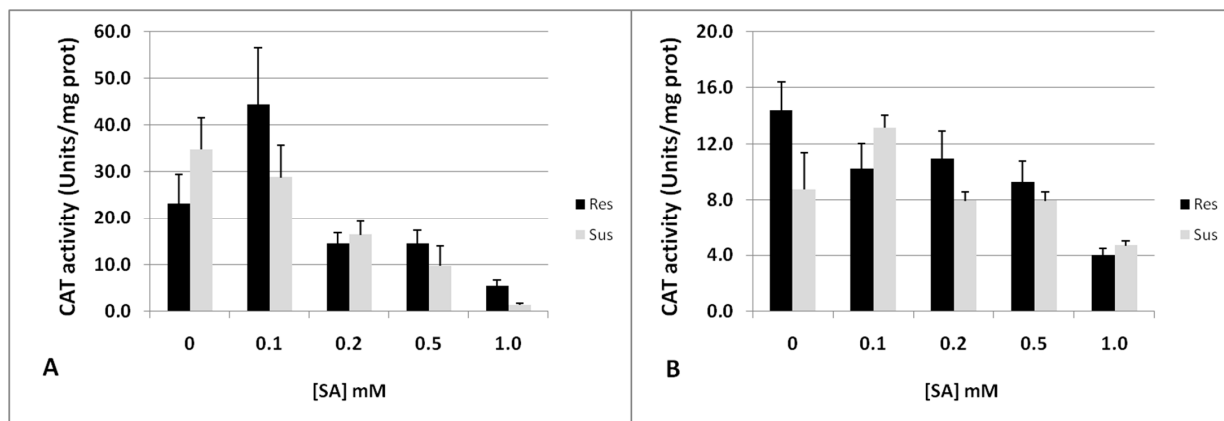 60.0
50.0
40.0
30.0
20.0
10.0
0.0
CAT activity (Units/mg prot)
0 0.1 0.2 0.5 1.0
[SA] mM
Res
Sus
A
20.0
16.0
12.0
8.0
4.0
0.0
CAT activity (Units/mg prot)
0 0.1 0.2 0.5 1.0
[SA] mM
Res
Sus
B